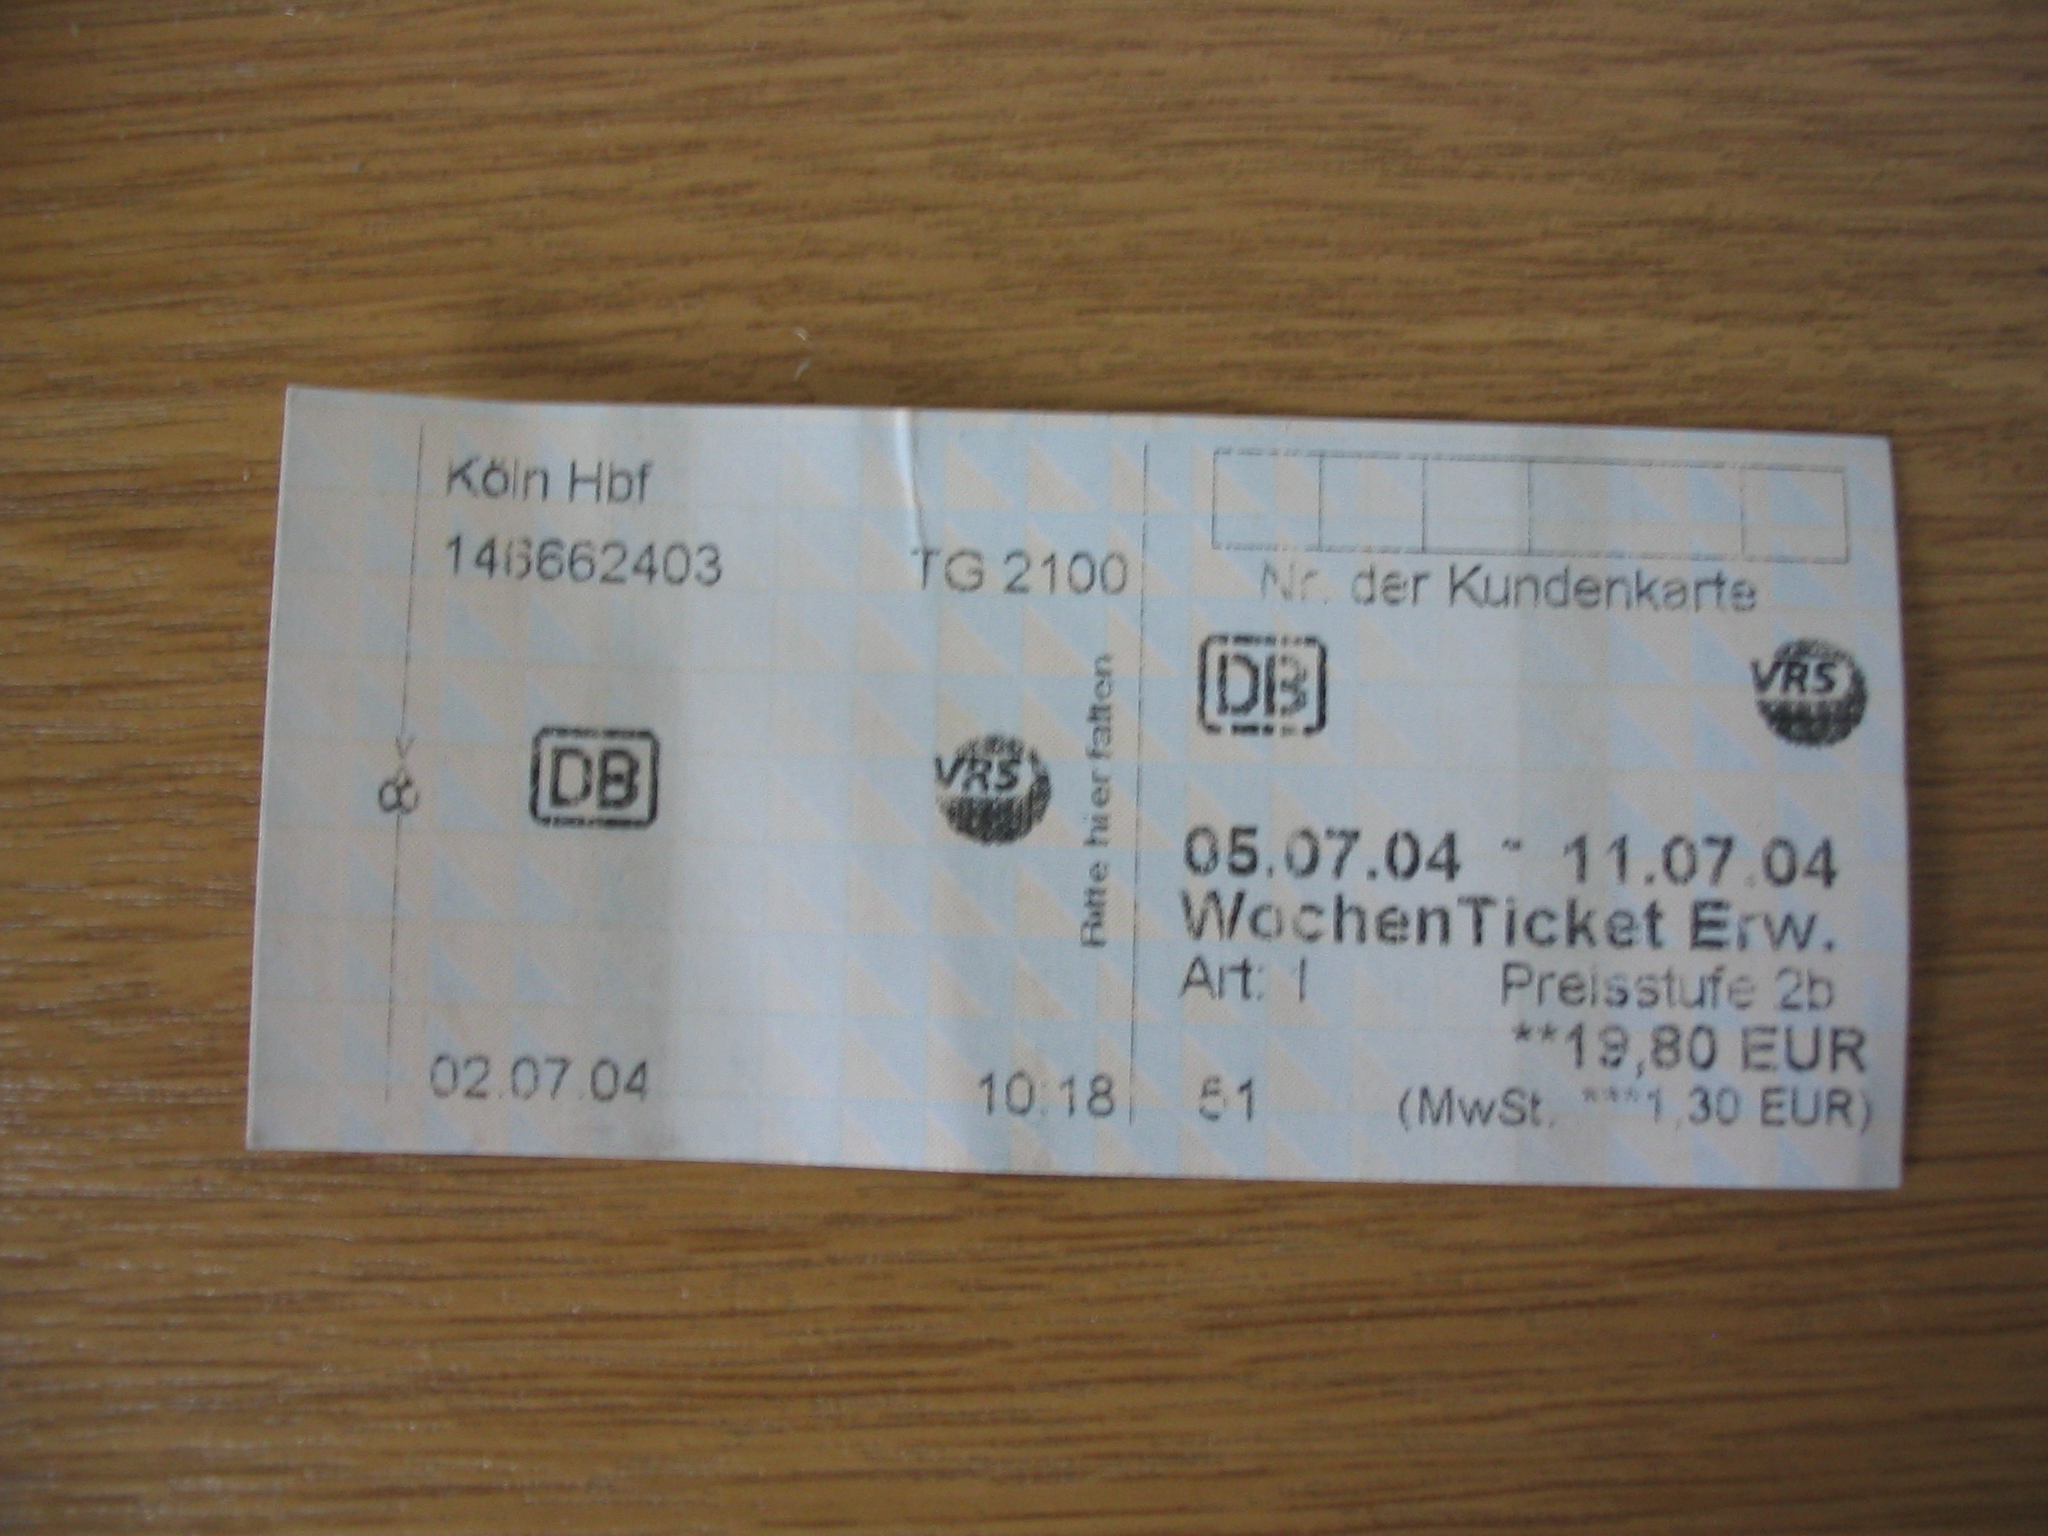 Köln Hbf
146662403 TG 2100
DB
VRS
Bitte hier falten
02.07.04 10:18
Nr. der Kundenkarte
DB
VRS
05.07.04 - 11.07.04
WochenTicket Erw.
Art: I Preisstufe 2b
**19,80 EUR
51 (MwSt. ***1,30 EUR)